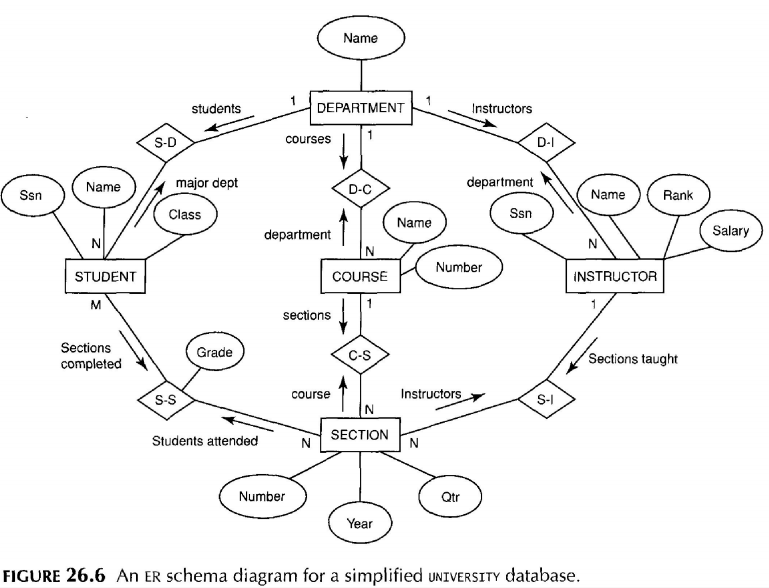 Name
students
1
DEPARTMENT
1
Instructors
S-D
courses
1
D-I
major dept
D-C
department
Ssn
Name
Class
department
Name
Ssn
Name
Rank
Salary
N
N
Number
N
STUDENT
COURSE
INSTRUCTOR
M
1
1
sections
Sections
completed
Grade
C-S
Sections taught
S-S
course
Instructors
S-I
N
Students attended
N
SECTION
N
Number
Qtr
Year
FIGURE 26.6 An ER schema diagram for a simplified UNIVERSITY database.